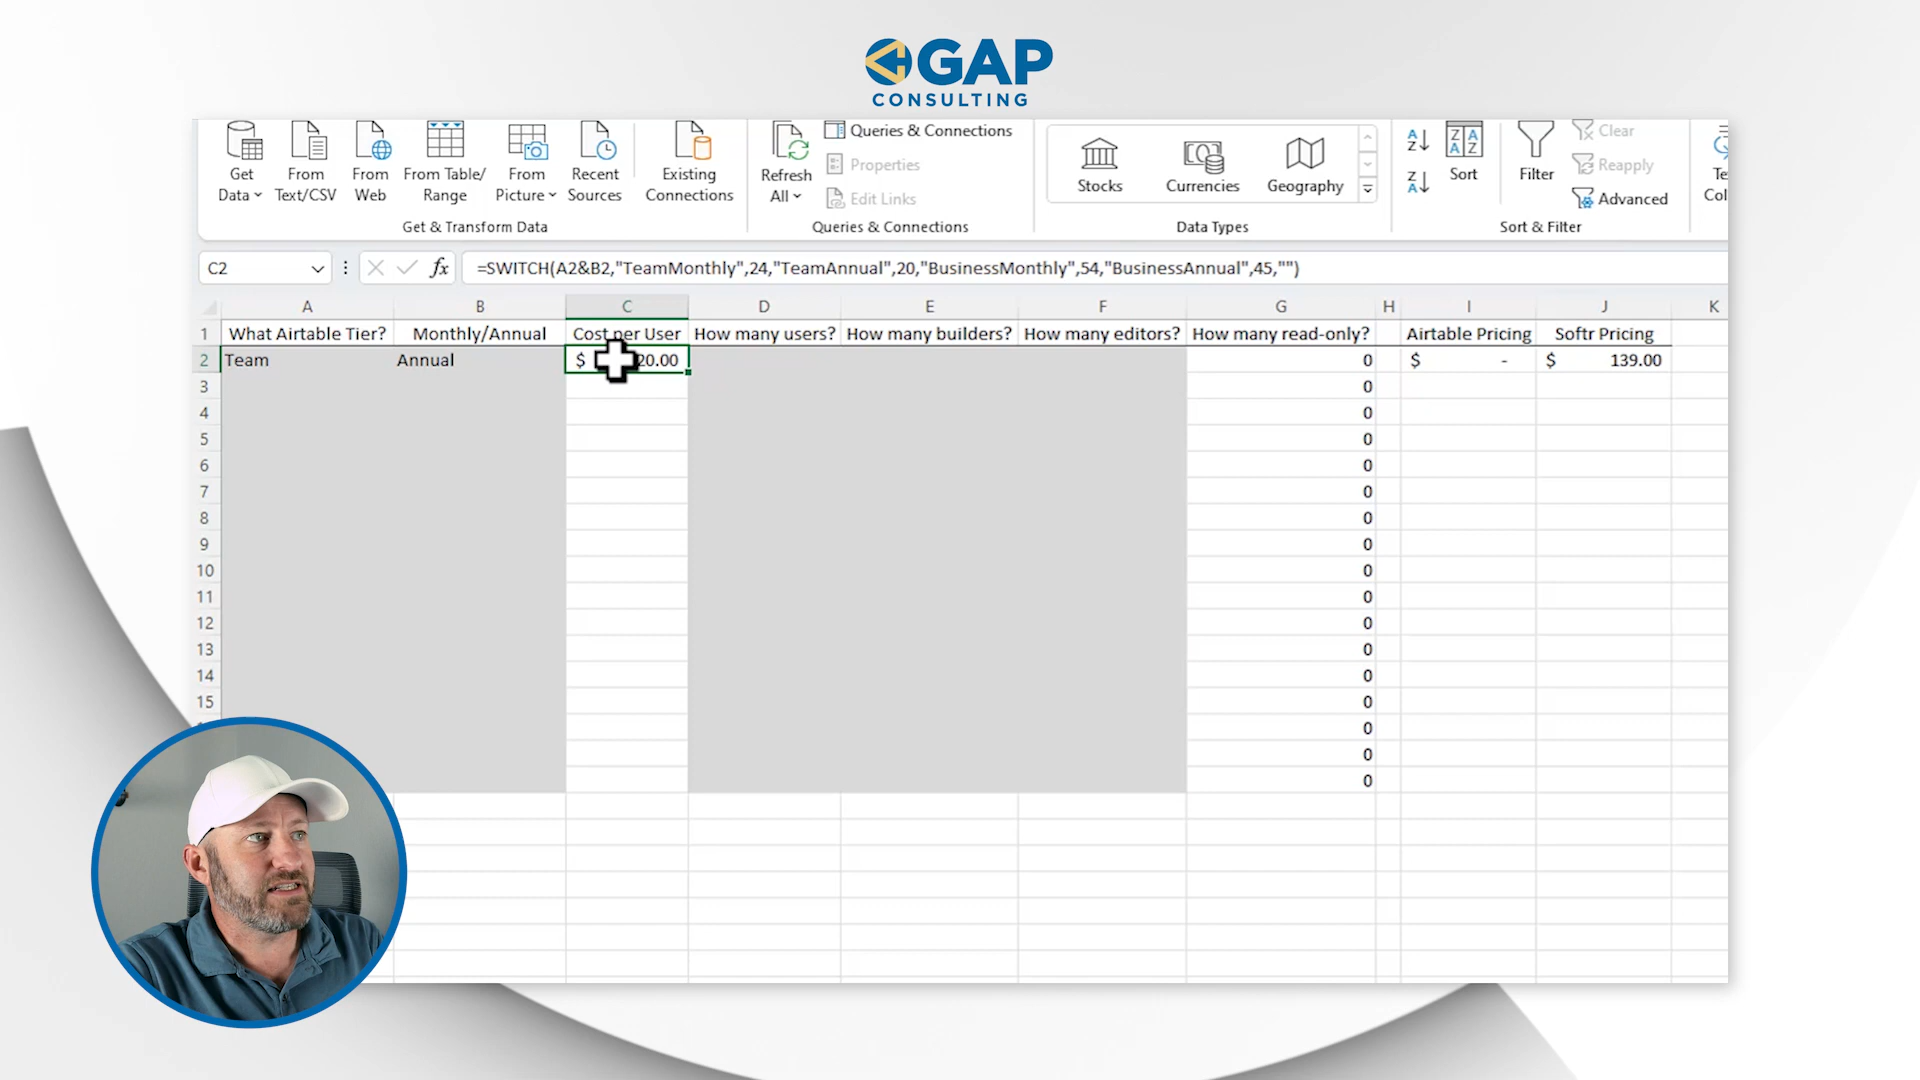 GAP
CONSULTING
Get Data
From Text/CSV
From Web
From Table/ Range
From Picture
Recent Sources
Existing Connections
Get & Transform Data
Refresh All
Queries & Connections
Properties
Edit Links
Queries & Connections
Stocks
Currencies
Geography
Data Types
Sort
Filter
Clear
Reapply
Advanced
Sort & Filter
C2
fx
=SWITCH(A2&B2,"TeamMonthly",24,"TeamAnnual",20,"BusinessMonthly",54,"BusinessAnnual",45,"")
A B C D E F G H I J K
1 What Airtable Tier? Monthly/Annual Cost per User How many users? How many builders? How many editors? How many read-only? Airtable Pricing Softr Pricing
2 Team Annual $ 20.00 0 $ - $ 139.00
3 0
4 0
5 0
6 0
7 0
8 0
9 0
10 0
11 0
12 0
13 0
14 0
15 0
0
0
0